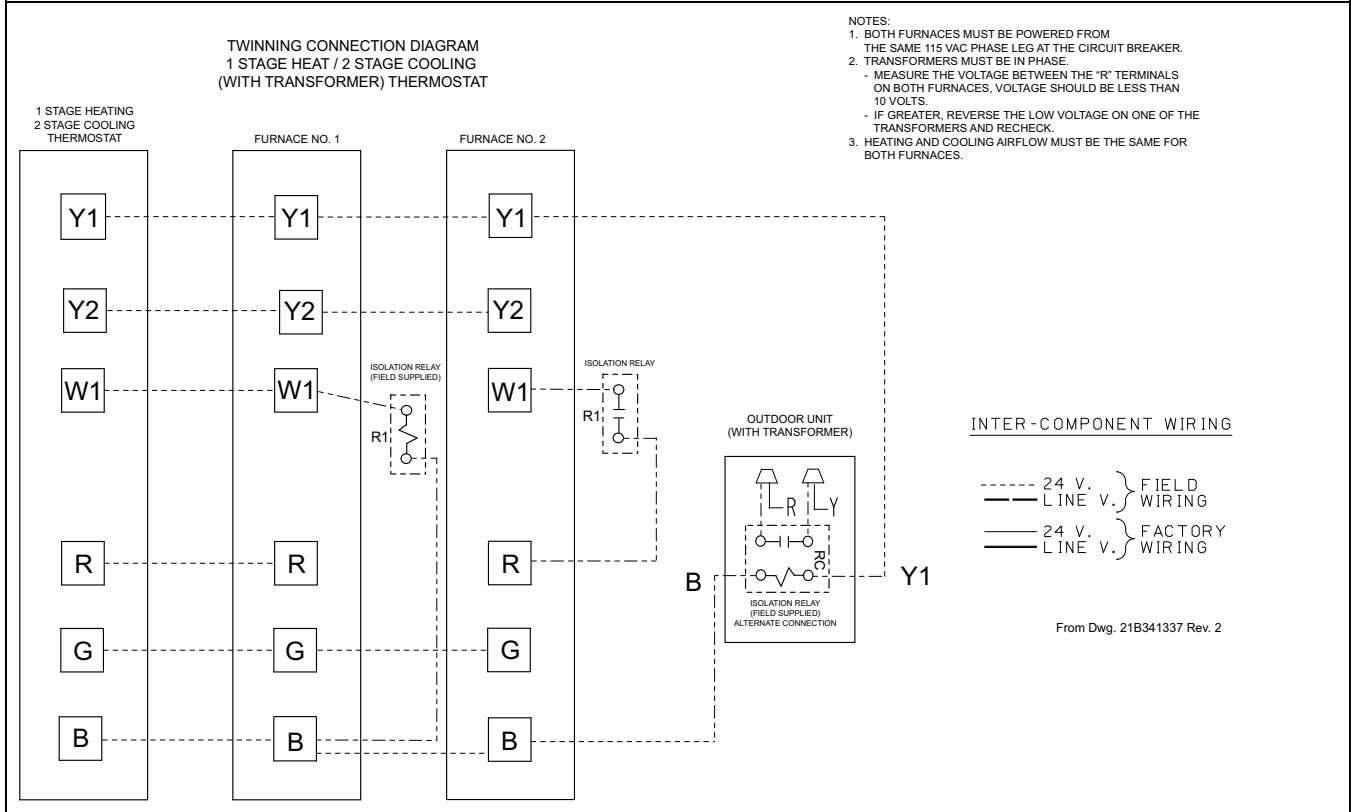 TWINNING CONNECTION DIAGRAM
1 STAGE HEAT / 2 STAGE COOLING
(WITH TRANSFORMER) THERMOSTAT
NOTES:
1. BOTH FURNACES MUST BE POWERED FROM
THE SAME 115 VAC PHASE LEG AT THE CIRCUIT BREAKER.
2. TRANSFORMERS MUST BE IN PHASE.
- MEASURE THE VOLTAGE BETWEEN THE “R” TERMINALS
ON BOTH FURNACES, VOLTAGE SHOULD BE LESS THAN
10 VOLTS.
- IF GREATER, REVERSE THE LOW VOLTAGE ON ONE OF THE
TRANSFORMERS AND RECHECK.
3. HEATING AND COOLING AIRFLOW MUST BE THE SAME FOR
BOTH FURNACES.
1 STAGE HEATING
2 STAGE COOLING
THERMOSTAT
FURNACE NO. 1
FURNACE NO. 2
Y1
Y1
Y1
Y2
Y2
Y2
ISOLATION RELAY
(FIELD SUPPLIED)
ISOLATION RELAY
W1
W1
W1
R1
R1
OUTDOOR UNIT
(WITH TRANSFORMER)
R
Y
RC
ISOLATION RELAY
(FIELD SUPPLIED)
ALTERNATE CONNECTION
B
Y1
R
R
R
G
G
G
B
B
B
INTER-COMPONENT WIRING
24 V.
LINE V.
FIELD
WIRING
24 V.
LINE V.
FACTORY
WIRING
From Dwg. 21B341337 Rev. 2